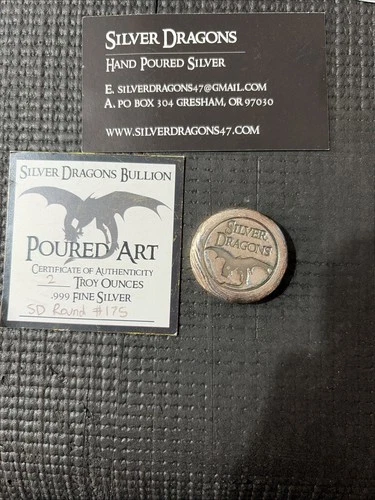 SILVER DRAGONS
HAND POURED SILVER
E. SILVERDRAGONS47@GMAIL.COM
A. PO BOX 304 GRESHAM, OR 97030
WWW.SILVERDRAGONS47.COM
SILVER DRAGONS BULLION
POURED ART
CERTIFICATE OF AUTHENTICITY
2 TROY OUNCES
.999 FINE SILVER
SD Round #175
SILVER
DRAGONS